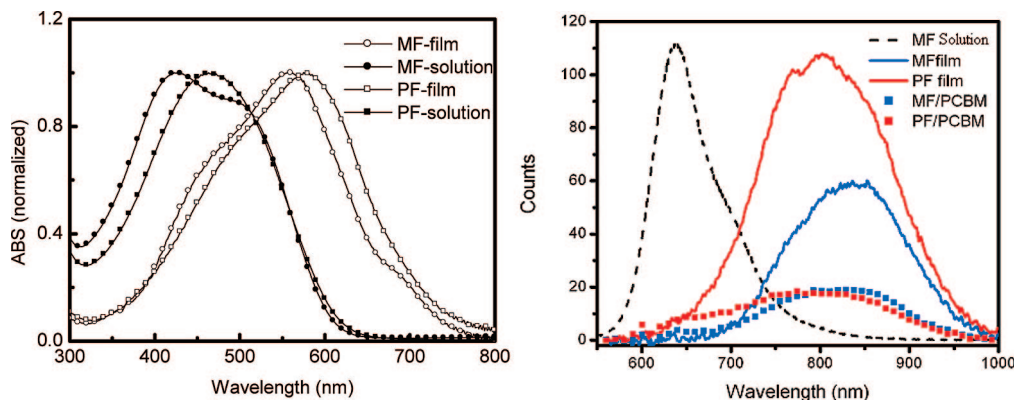 1.2
0.8
0.4
0.0
ABS (normalized)
300 400 500 600 700 800
Wavelength (nm)
MF-film
MF-solution
PF-film
PF-solution
120
100
80
60
40
20
0
Counts
600 700 800 900 1000
Wavelength (nm)
MF Solution
MFfilm
PF film
MF/PCBM
PF/PCBM